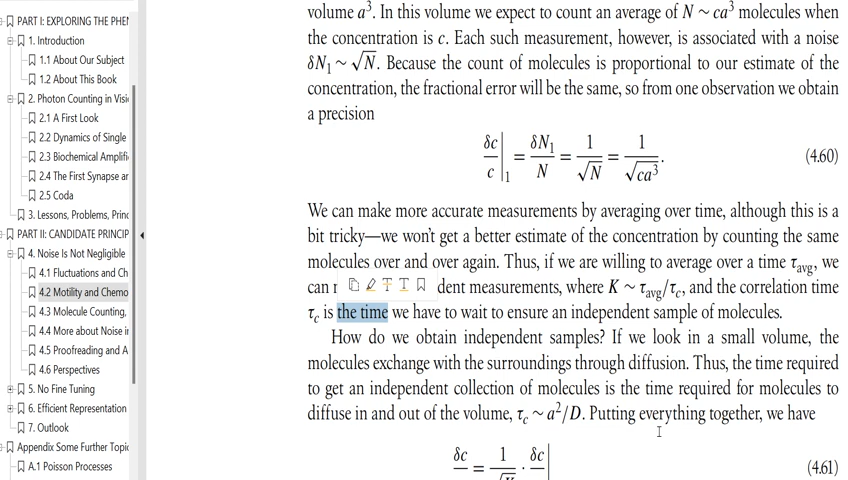 PART I: EXPLORING THE PHEN
1. Introduction
1.1 About Our Subject
1.2 About This Book
2. Photon Counting in Visi
2.1 A First Look
2.2 Dynamics of Single
2.3 Biochemical Amplifi
2.4 The First Synapse an
2.5 Coda
3. Lessons, Problems, Princ
PART II: CANDIDATE PRINCIP
4. Noise Is Not Negligible
4.1 Fluctuations and Ch
4.2 Motility and Chemo
4.3 Molecule Counting,
4.4 More about Noise in
4.5 Proofreading and A
4.6 Perspectives
5. No Fine Tuning
6. Efficient Representation
7. Outlook
Appendix Some Further Topic
A.1 Poisson Processes
volume a³. In this volume we expect to count an average of N ∼ ca³ molecules when
the concentration is c. Each such measurement, however, is associated with a noise
δN₁ ∼ √N. Because the count of molecules is proportional to our estimate of the
concentration, the fractional error will be the same, so from one observation we obtain
a precision
δc/c |₁ = δN₁/N = 1/√N = 1/√ca³. (4.60)
We can make more accurate measurements by averaging over time, although this is a
bit tricky—we won't get a better estimate of the concentration by counting the same
molecules over and over again. Thus, if we are willing to average over a time τavg, we
can dent measurements, where K ∼ τavg/τc, and the correlation time
τc is the time we have to wait to ensure an independent sample of molecules.
How do we obtain independent samples? If we look in a small volume, the
molecules exchange with the surroundings through diffusion. Thus, the time required
to get an independent collection of molecules is the time required for molecules to
diffuse in and out of the volume, τc ∼ a²/D. Putting everything together, we have
δc/c = 1/√K · δc/ | (4.61)